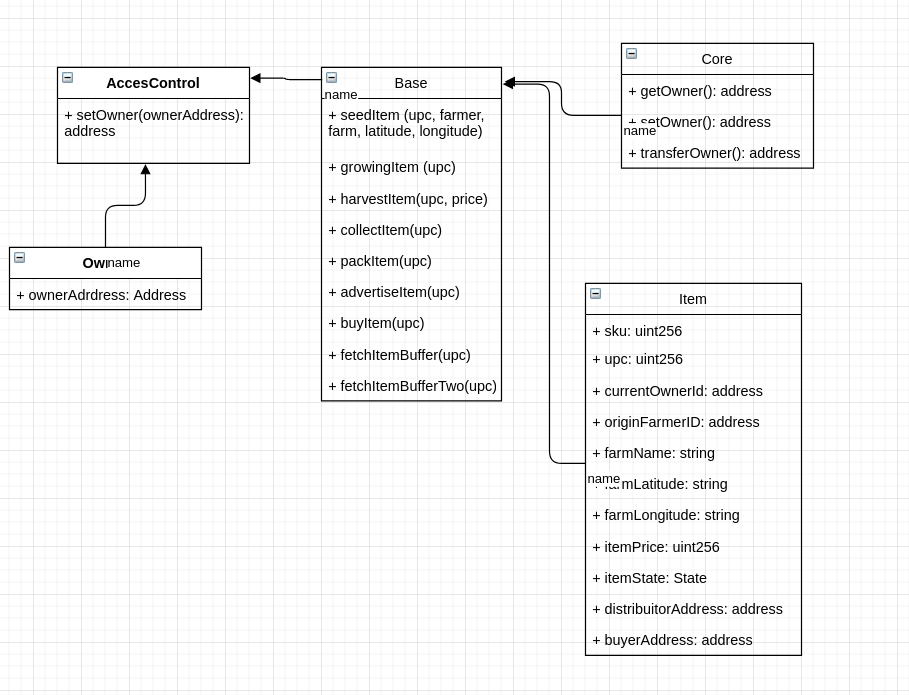 AccesControl
+ setOwner(ownerAddress):
address
name
Base
+ seedItem (upc, farmer,
farm, latitude, longitude)
+ growingItem (upc)
+ harvestItem(upc, price)
+ collectItem(upc)
+ packItem(upc)
+ advertiseItem(upc)
+ buyItem(upc)
+ fetchItemBuffer(upc)
+ fetchItemBufferTwo(upc)
Core
+ getOwner(): address
+ setOwner(): address
name
+ transferOwner(): address
name
+ ownerAdrdress: Address
Item
+ sku: uint256
+ upc: uint256
+ currentOwnerId: address
+ originFarmerID: address
+ farmName: string
name
+ farmLatitude: string
+ farmLongitude: string
+ itemPrice: uint256
+ itemState: State
+ distribuitorAddress: address
+ buyerAddress: address